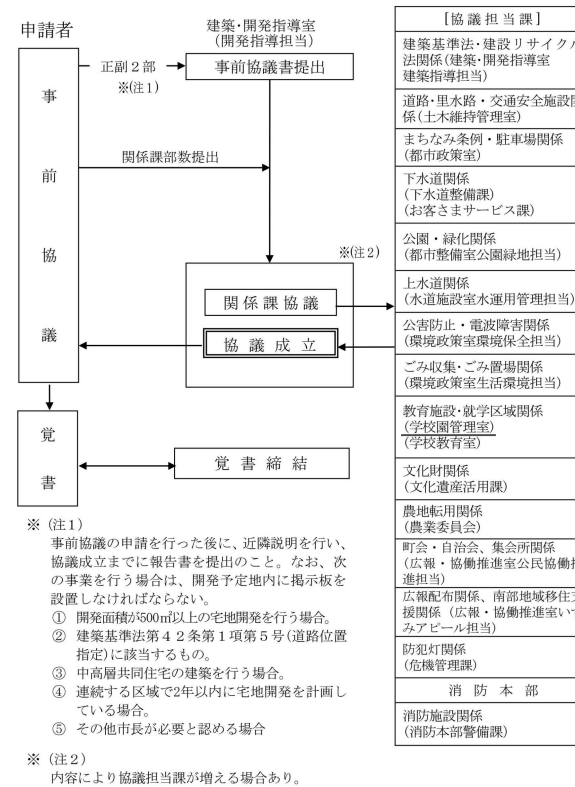 申請者
建築・開発指導室
(開発指導担当)
正副２部
※(注１)
事前協議書提出
事前協議
関係課部数提出
※(注２)
関係課協議
協議成立
覚書
覚書締結
※（注１）
事前協議の申請を行った後に、近隣説明を行い、
協議成立までに報告書を提出のこと。なお、次
の事業を行う場合は、開発予定地内に掲示板を
設置しなければならない。
① 開発面積が500㎡以上の宅地開発を行う場合。
② 建築基準法第４２条第１項第５号(道路位置
指定)に該当するもの。
③ 中高層共同住宅の建築を行う場合。
④ 連続する区域で2年以内に宅地開発を計画し
ている場合。
⑤ その他市長が必要と認める場合
※（注２）
内容により協議担当課が増える場合あり。
[協議担当課]
建築基準法・建設リサイクル
法関係(建築・開発指導室
建築指導担当)
道路・里水路・交通安全施設関
係(土木維持管理室)
まちなみ条例・駐車場関係
(都市政策室)
下水道関係
(下水道整備課)
(お客さまサービス課)
公園・緑化関係
(都市整備室公園緑地担当)
上水道関係
(水道施設室水運用管理担当)
公害防止・電波障害関係
(環境政策室環境保全担当)
ごみ収集・ごみ置場関係
(環境政策室生活環境担当)
教育施設・就学区域関係
(学校園管理室)
(学校教育室)
文化財関係
(文化遺産活用課)
農地転用関係
(農業委員会)
町会・自治会、集会所関係
(広報・協働推進室公民協働推
進担当)
広報配布関係、南部地域移住支
援関係（広報・協働推進室いず
みアピール担当)
防犯灯関係
(危機管理課)
消防本部
消防施設関係
(消防本部警備課)